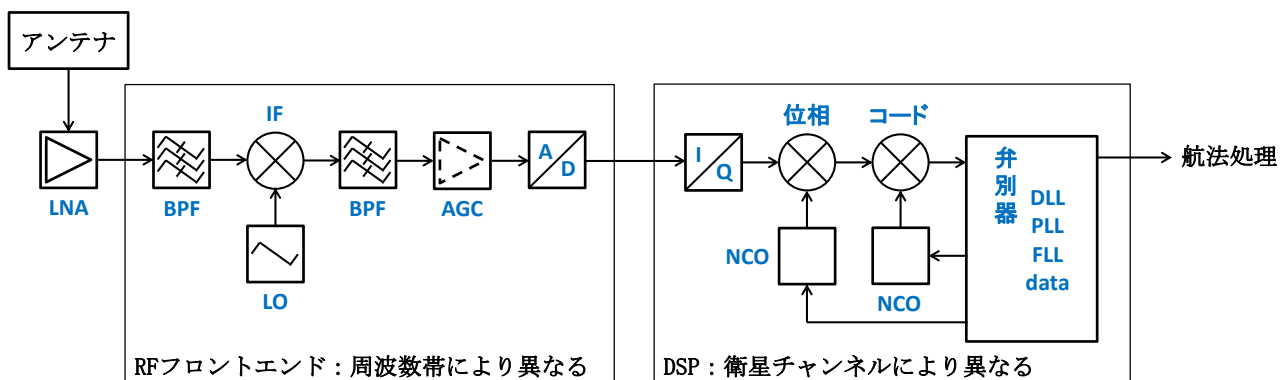 アンテナ
LNA
BPF
IF
LO
BPF
AGC
A
D
RFフロントエンド：周波数帯により異なる
I
Q
位相
コード
NCO
NCO
弁別器
DLL
PLL
FLL
data
航法処理
DSP：衛星チャンネルにより異なる